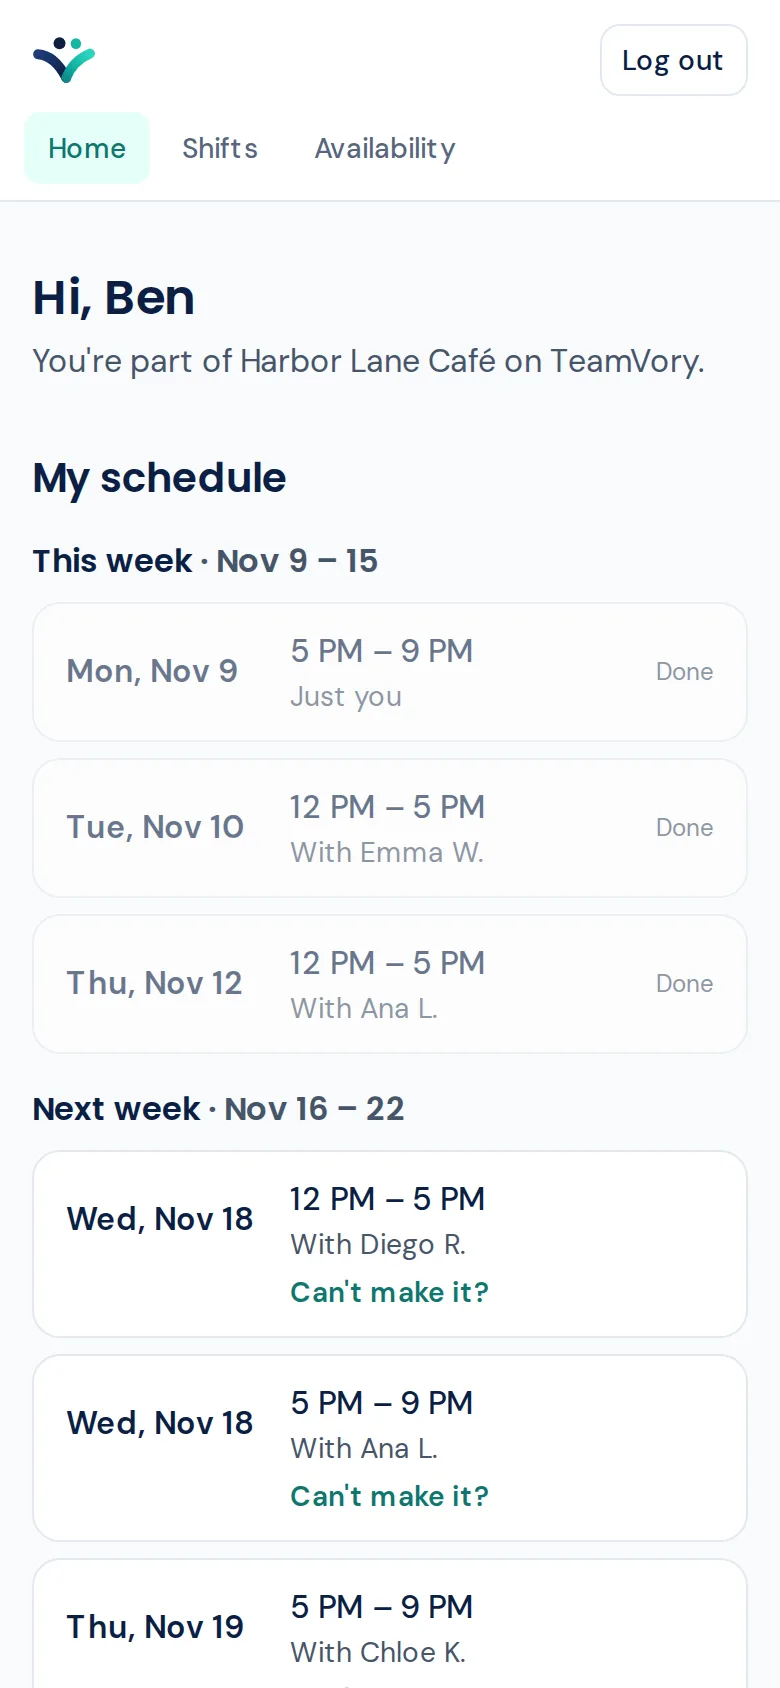 Log out
Home Shifts Availability
Hi, Ben
You're part of Harbor Lane Café on TeamVory.
My schedule
This week · Nov 9 – 15
Mon, Nov 9
5 PM – 9 PM
Just you
Done
Tue, Nov 10
12 PM – 5 PM
With Emma W.
Done
Thu, Nov 12
12 PM – 5 PM
With Ana L.
Done
Next week · Nov 16 – 22
Wed, Nov 18
12 PM – 5 PM
With Diego R.
Can't make it?
Wed, Nov 18
5 PM – 9 PM
With Ana L.
Can't make it?
Thu, Nov 19
5 PM – 9 PM
With Chloe K.